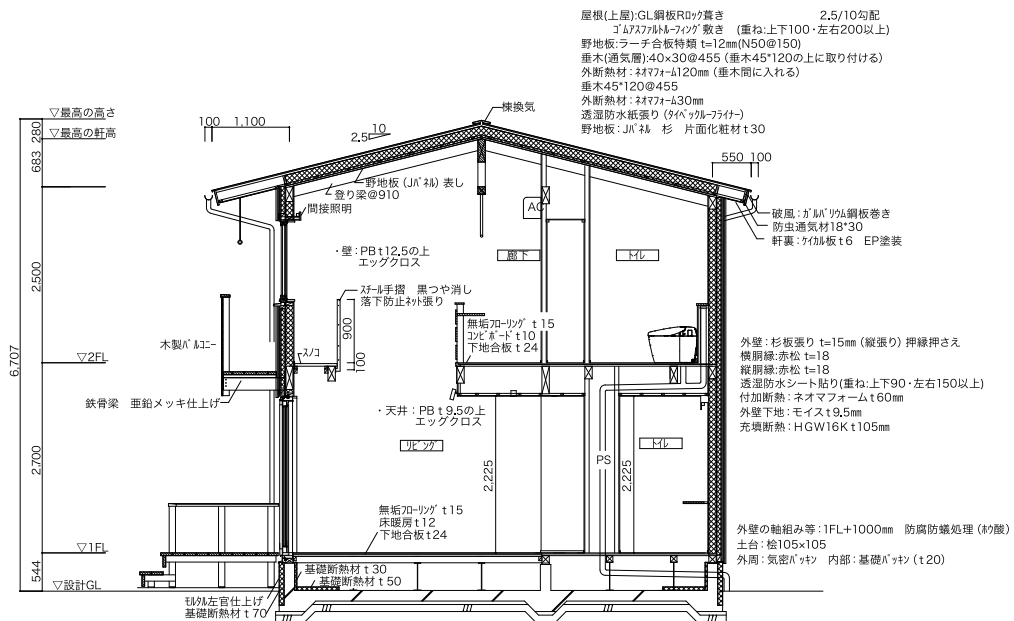 屋根(上屋):GL鋼板Rロック葺き 2.5/10勾配
ゴムアスファルトルーフィング敷き (重ね:上下100・左右200以上)
野地板:ラーチ合板特類 t=12mm(N50@150)
垂木(通気層):40×30@455 (垂木45*120の上に取り付ける)
外断熱材:ネオマフォーム120mm (垂木間に入れる)
垂木45*120@455
外断熱材:ネオマフォーム30mm
透湿防水紙張り (タイベックルーフライナー)
野地板:Jパネル 杉 片面化粧材 t30
▽最高の高さ
▽最高の軒高
280
683
2,500
2,700
544
6,707
100
1,100
2.5
10
棟換気
550
100
野地板 (Jパネル) 表し
登り梁@910
間接照明
AC
破風:ガルバリウム鋼板巻き
防虫通気材18*30
軒裏:ケイカル板t6 EP塗装
・壁:PBt12.5の上
エッグクロス
廊下
トイレ
スチール手摺 黒つや消し
落下防止ネット張り
900
100
無垢フローリング t15
コンビボード t10
下地合板 t24
木製バルコニー
スノコ
▽2FL
鉄骨梁 亜鉛メッキ仕上げ
・天井:PBt9.5の上
エッグクロス
リビング
トイレ
PS
2,225
2,225
外壁:杉板張り t=15mm (縦張り) 押縁押さえ
横胴縁:赤松 t=18
縦胴縁:赤松 t=18
透湿防水シート貼り(重ね:上下90・左右150以上)
付加断熱:ネオマフォームt60mm
外壁下地:モイスt9.5mm
充填断熱:HGW16K t105mm
無垢フローリング t15
床暖房t12
下地合板t24
▽1FL
外壁の軸組み等:1FL+1000mm 防腐防蟻処理 (ホウ酸)
土台:桧105×105
外周:気密パッキン 内部:基礎パッキン (t20)
▽設計GL
基礎断熱材 t30
基礎断熱材 t50
モルタル左官仕上げ
基礎断熱材 t70